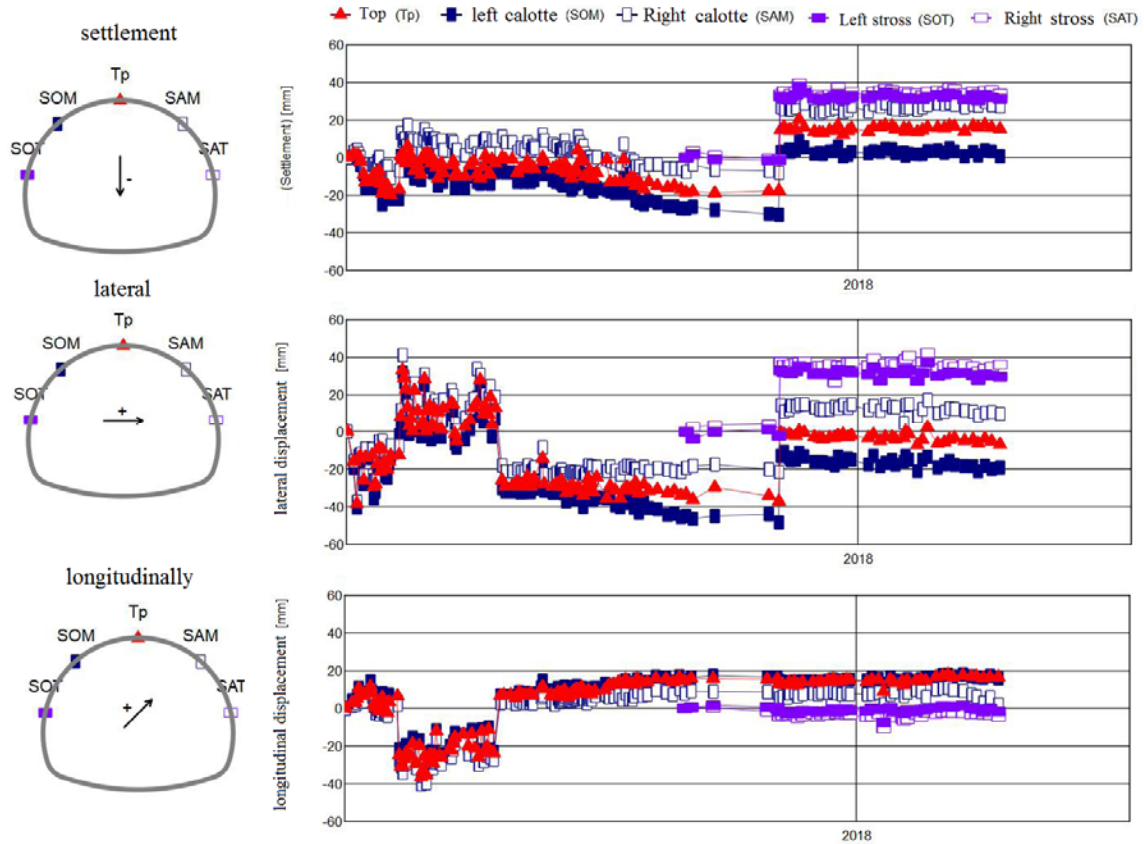 Top (Tp) left calotte (SOM) Right calotte (SAM) Left stross (SOT) Right stross (SAT)
settlement
Tp
SOM SAM
SOT SAT
-
(Settlement) [mm]
60
40
20
0
-20
-40
-60
2018
lateral
Tp
SOM SAM
SOT SAT
+
lateral displacement [mm]
60
40
20
0
-20
-40
-60
2018
longitudinally
Tp
SOM SAM
SOT SAT
+
longitudinal displacement [mm]
60
40
20
0
-20
-40
-60
2018